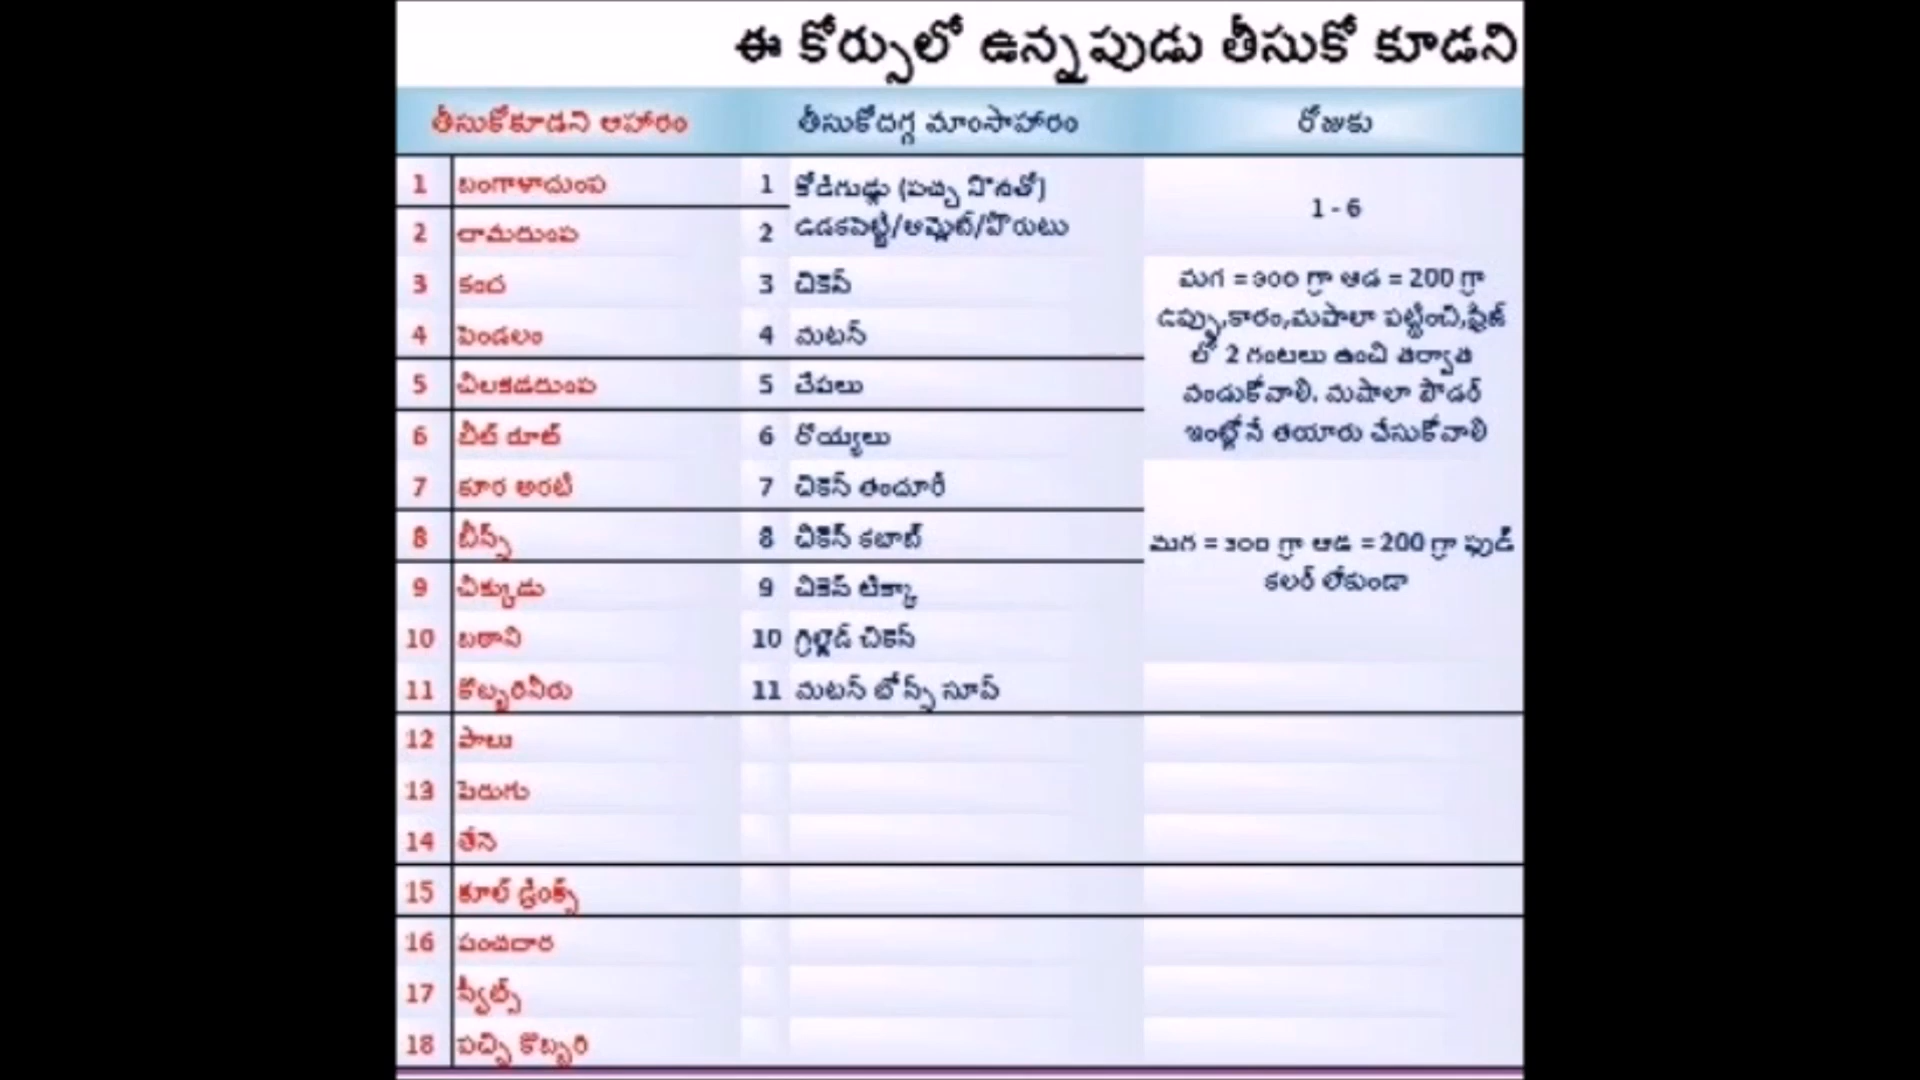 ఈ కోర్సులో ఉన్నపుడు తీసుకో కూడని
తీసుకోకూడని ఆహారం తీసుకోదగ్గ మాంసాహారం రోజుకు
1 బంగాళాదుంప 1 కోడిగుడ్లు (పచ్చ సొనతో) 1 - 6
2 చామదుంప 2 ఉడకపెట్టి/ఆమ్లెట్/పొరుటు
3 కంద 3 చికెన్ మగ = 300 గ్రా ఆడ = 200 గ్రా
ఉప్పు,కారం,మసాలా పట్టించి,ఫ్రిజ్
4 పెండలం 4 మటన్ లో 2 గంటలు ఉంచి తర్వాత
5 చిలకడదుంప 5 చేపలు వండుకోవాలి. మసాలా పౌడర్
6 బీట్ రూట్ 6 రొయ్యలు ఇంట్లోనే తయారు చేసుకోవాలి
7 కూర అరటి 7 చికెన్ తందూరీ
8 బీన్స్ 8 చికెన్ కబాబ్ మగ = 300 గ్రా ఆడ = 200 గ్రా ఫుడ్
9 చిక్కుడు 9 చికెన్ టిక్కా కలర్ లేకుండా
10 బఠానీ 10 గ్రిల్డ్ చికెన్
11 కొబ్బరినీరు 11 మటన్ బోన్స్ సూప్
12 పాలు
13 పెరుగు
14 తేనె
15 కూల్ డ్రింక్స్
16 పంచదార
17 స్వీట్స్
18 పచ్చి కొబ్బరి